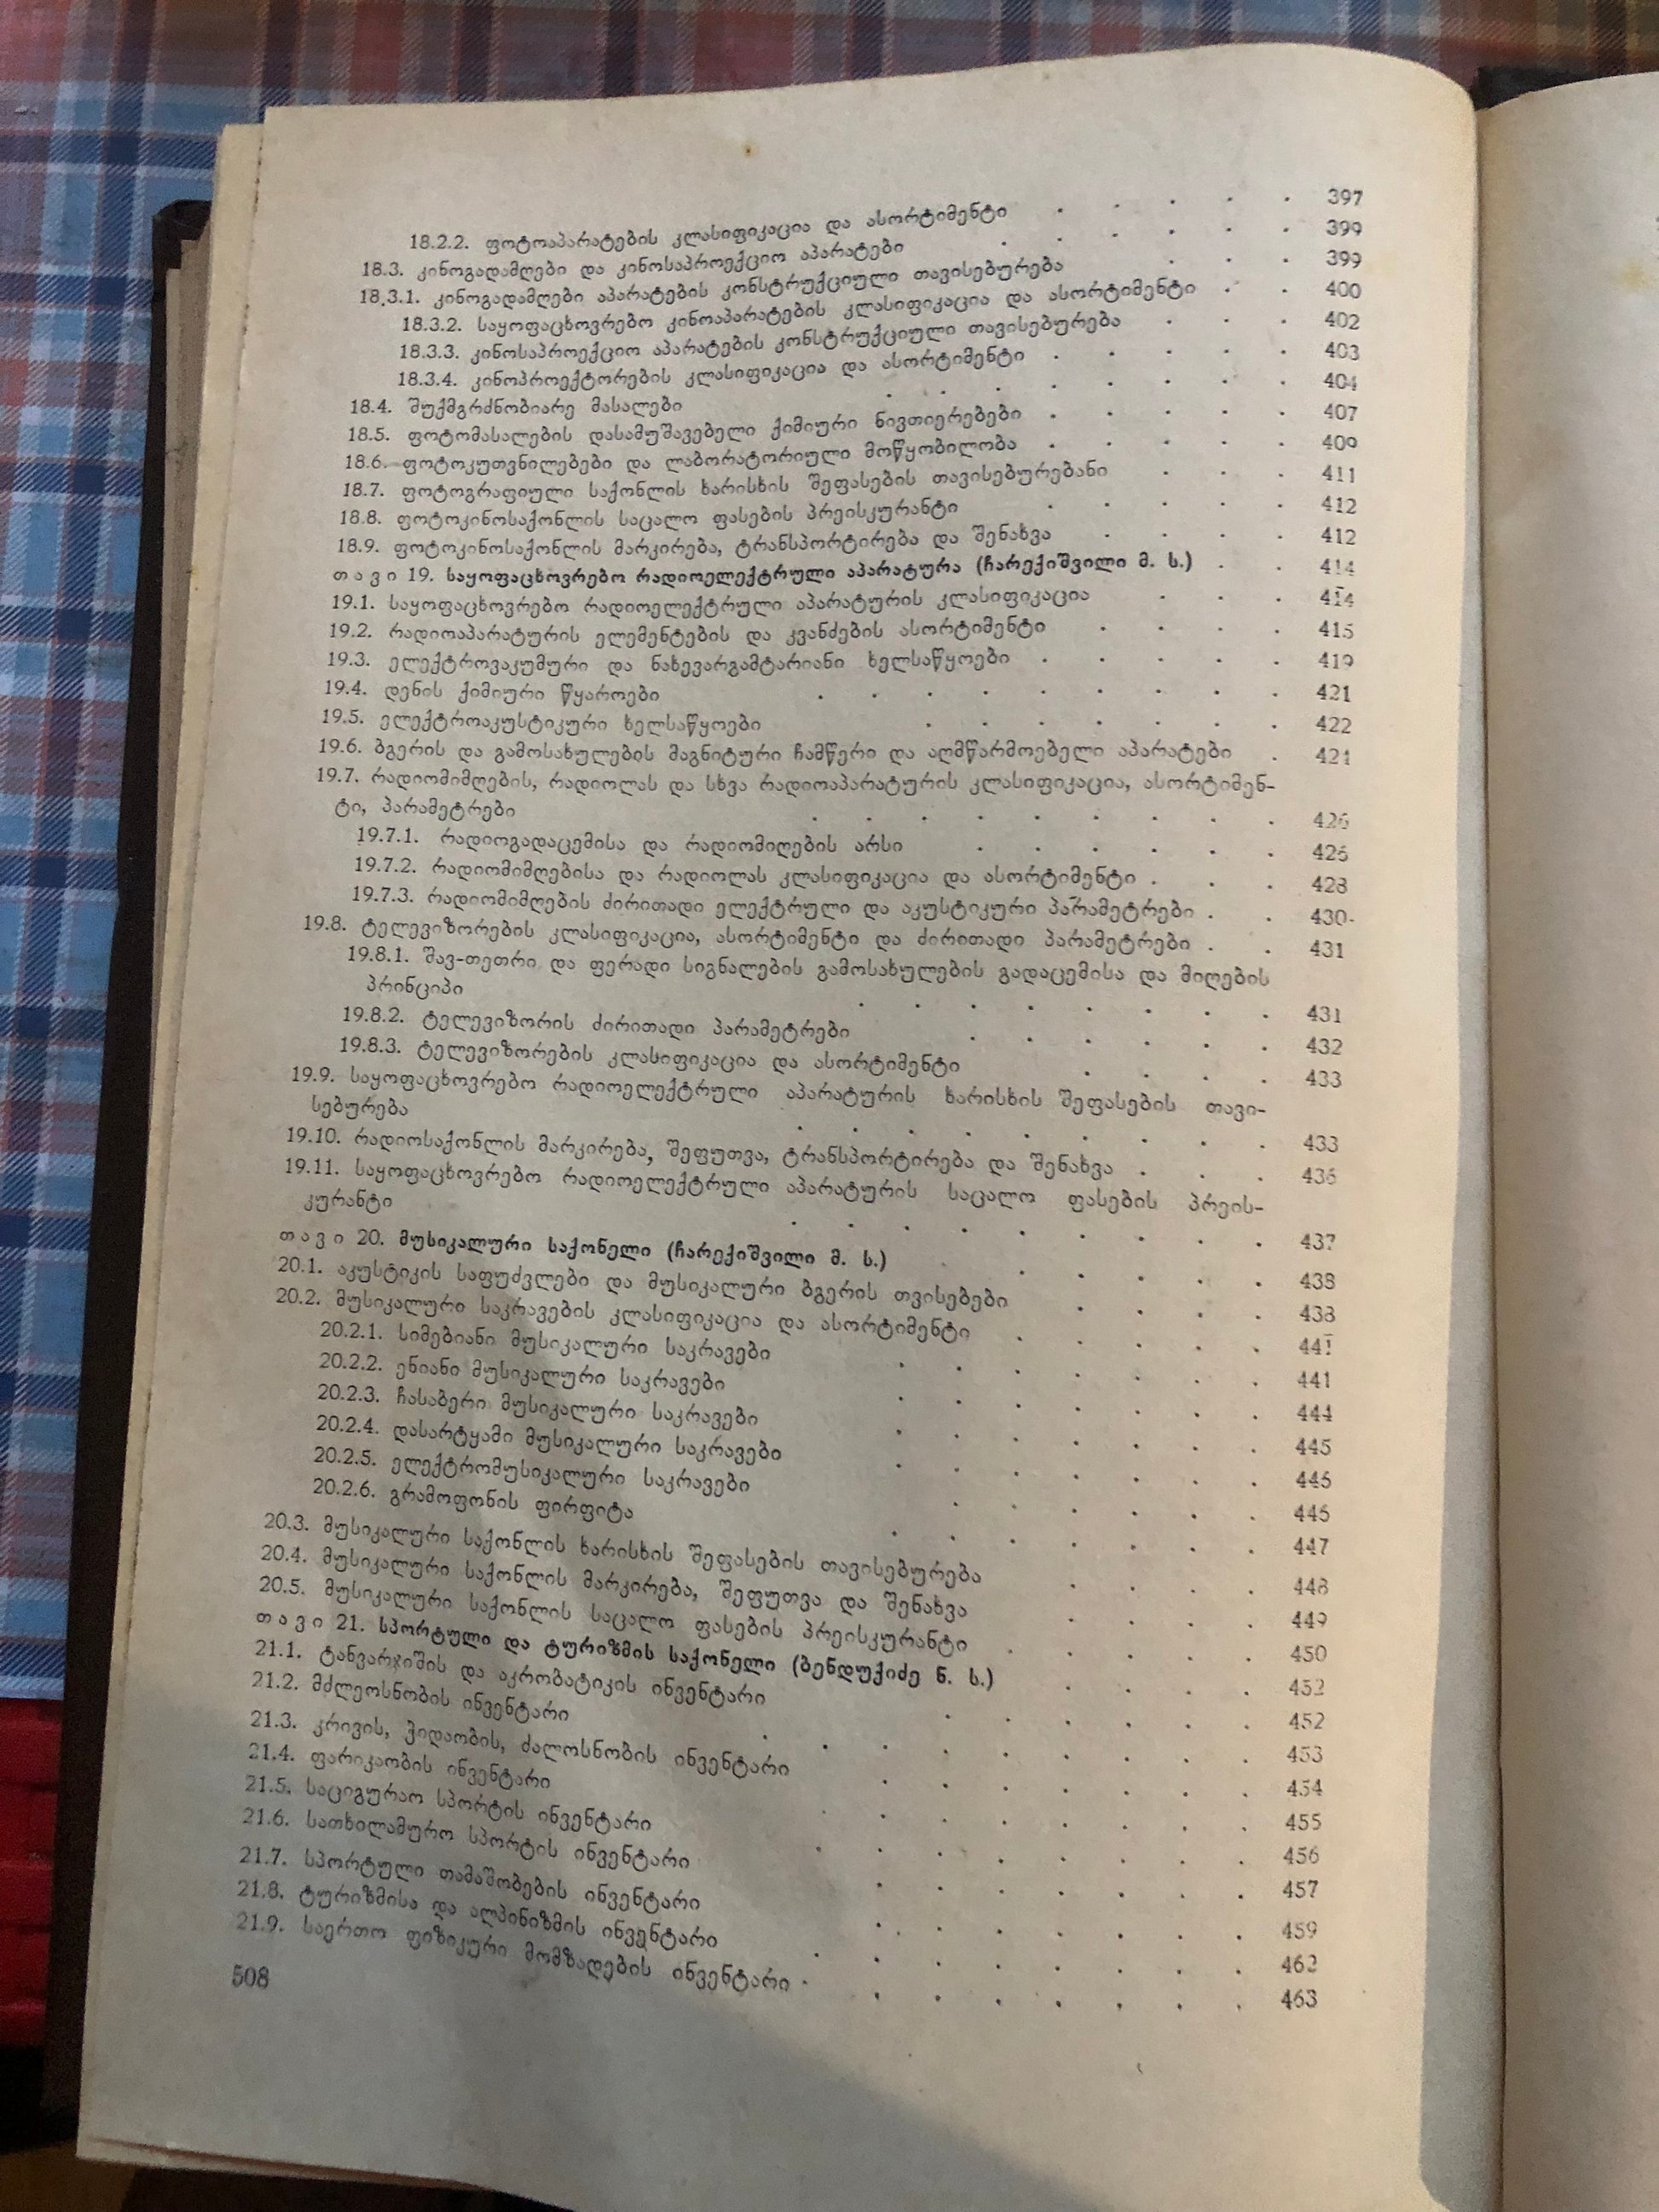 18.2.2. ფოტოაპარატების კლასიფიკაცია და ასორტიმენტი . . . . . 397
18.3. კინოგადამღები და კინოსაპროექციო აპარატები . . . . . . 399
18.3.1. კინოგადამღები აპარატების კონსტრუქციული თავისებურება . . . 399
18.3.2. საყოფაცხოვრებო კინოაპარატების კლასიფიკაცია და ასორტიმენტი . . 400
18.3.3. კინოსაპროექციო აპარატების კონსტრუქციული თავისებურება . . . 402
18.3.4. კინოპროექტორების კლასიფიკაცია და ასორტიმენტი . . . . . 403
18.4. შუქმგრძნობიარე მასალები . . . . . . . 404
18.5. ფოტომასალების დასამუშავებელი ქიმიური ნივთიერებები . . . . . 407
18.6. ფოტოკუთვნილებები და ლაბორატორიული მოწყობილობა . . . . . 409
18.7. ფოტოგრაფიული საქონლის ხარისხის შეფასების თავისებურებანი . . . 411
18.8. ფოტოკინოსაქონლის საცალო ფასების პრეისკურანტი . . . . . 412
18.9. ფოტოკინოსაქონლის მარკირება, ტრანსპორტირება და შენახვა . . . . 412
თავი 19. საყოფაცხოვრებო რადიოელექტრული აპარატურა (ჩარექიშვილი მ. ს.) . . 414
19.1. საყოფაცხოვრებო რადიოელექტრული აპარატურის კლასიფიკაცია . . . 414
19.2. რადიოაპარატურის ელემენტების და კვანძების ასორტიმენტი . . . . 415
19.3. ელექტროვაკუმური და ნახევარგამტარიანი ხელსაწყოები . . . . . 419
19.4. დენის ქიმიური წყაროები . . . . . . . . . 421
19.5. ელექტროაკუსტიკური ხელსაწყოები . . . . . . . 422
19.6. ბგერის და გამოსახულების მაგნიტური ჩამწერი და აღმწარმოებელი აპარატები . 424
19.7. რადიომიმღების, რადიოლას და სხვა რადიოაპარატურის კლასიფიკაცია, ასორტიმენ-
ტი, პარამეტრები . . . . . . . . . 426
19.7.1. რადიოგადაცემისა და რადიომიღების არსი . . . . . . 426
19.7.2. რადიომიმღებისა და რადიოლას კლასიფიკაცია და ასორტიმენტი . . . 428
19.7.3. რადიომიმღების ძირითადი ელექტრული და აკუსტიკური პარამეტრები . . 430
19.8. ტელევიზორების კლასიფიკაცია, ასორტიმენტი და ძირითადი პარამეტრები . . 431
19.8.1. შავ-თეთრი და ფერადი სიგნალების გამოსახულების გადაცემისა და მიღების
პრინციპი . . . . . . . . 431
19.8.2. ტელევიზორის ძირითადი პარამეტრები . . . . . . 432
19.8.3. ტელევიზორების კლასიფიკაცია და ასორტიმენტი . . . . 433
19.9. საყოფაცხოვრებო რადიოელექტრული აპარატურის ხარისხის შეფასების თავი-
სებურება . . . . . . . . . 433
19.10. რადიოსაქონლის მარკირება, შეფუთვა, ტრანსპორტირება და შენახვა . . . 436
19.11. საყოფაცხოვრებო რადიოელექტრული აპარატურის საცალო ფასების პრეის-
კურანტი . . . . . . . . . 437
თავი 20. მუსიკალური საქონელი (ჩარექიშვილი მ. ს.) . . . . . . 438
20.1. აკუსტიკის საფუძვლები და მუსიკალური ბგერის თვისებები . . . . 438
20.2. მუსიკალური საკრავების კლასიფიკაცია და ასორტიმენტი . . . . . 441
20.2.1. სიმებიანი მუსიკალური საკრავები . . . . . . . 441
20.2.2. ენიანი მუსიკალური საკრავები . . . . . . . 444
20.2.3. ჩასაბერი მუსიკალური საკრავები . . . . . . . 445
20.2.4. დასარტყამი მუსიკალური საკრავები . . . . . . . 446
20.2.5. ელექტრომუსიკალური საკრავები . . . . . . 446
20.2.6. გრამოფონის ფირფიტა . . . . . . . 447
20.3. მუსიკალური საქონლის ხარისხის შეფასების თავისებურება . . . . 448
20.4. მუსიკალური საქონლის მარკირება, შეფუთვა და შენახვა . . . . 449
20.5. მუსიკალური საქონლის საცალო ფასების პრეისკურანტი . . . . . 450
თავი 21. სპორტული და ტურიზმის საქონელი (ბენდუქიძე ნ. ს.) . . . . 452
21.1. ტანვარჯიშის და აკრობატიკის ინვენტარი . . . . . . 452
21.2. მძლეოსნობის ინვენტარი . . . . . . . . . 453
21.3. კრივის, ჭიდაობის, ძალოსნობის ინვენტარი . . . . . . . 454
21.4. ფარიკაობის ინვენტარი . . . . . . . . 455
21.5. საციგურაო სპორტის ინვენტარი . . . . . . . . 456
21.6. სათხილამურო სპორტის ინვენტარი . . . . . . . 457
21.7. სპორტული თამაშობების ინვენტარი . . . . . . . 459
21.8. ტურიზმისა და ალპინიზმის ინვენტარი . . . . . . . . 462
21.9. საერთო ფიზიკური მომზადების ინვენტარი . . . . . . . . 463
508